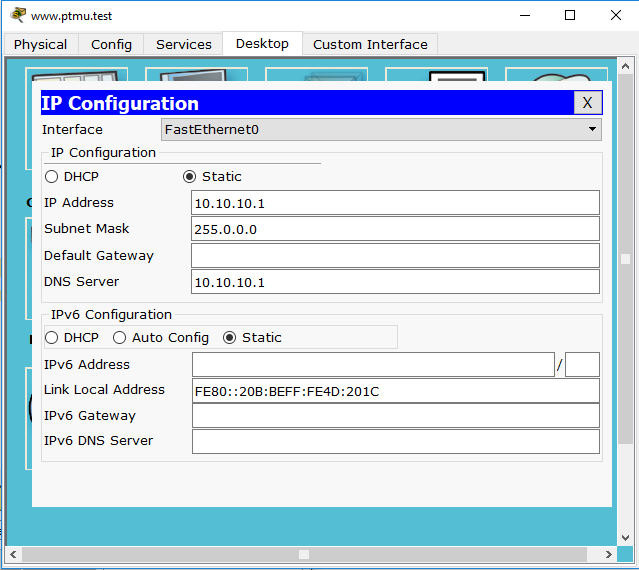 www.ptmu.test
Physical Config Services Desktop Custom Interface
IP Configuration X
Interface FastEthernet0
IP Configuration
DHCP Static
IP Address 10.10.10.1
Subnet Mask 255.0.0.0
Default Gateway
DNS Server 10.10.10.1
IPv6 Configuration
DHCP Auto Config Static
IPv6 Address /
Link Local Address FE80::20B:BEFF:FE4D:201C
IPv6 Gateway
IPv6 DNS Server